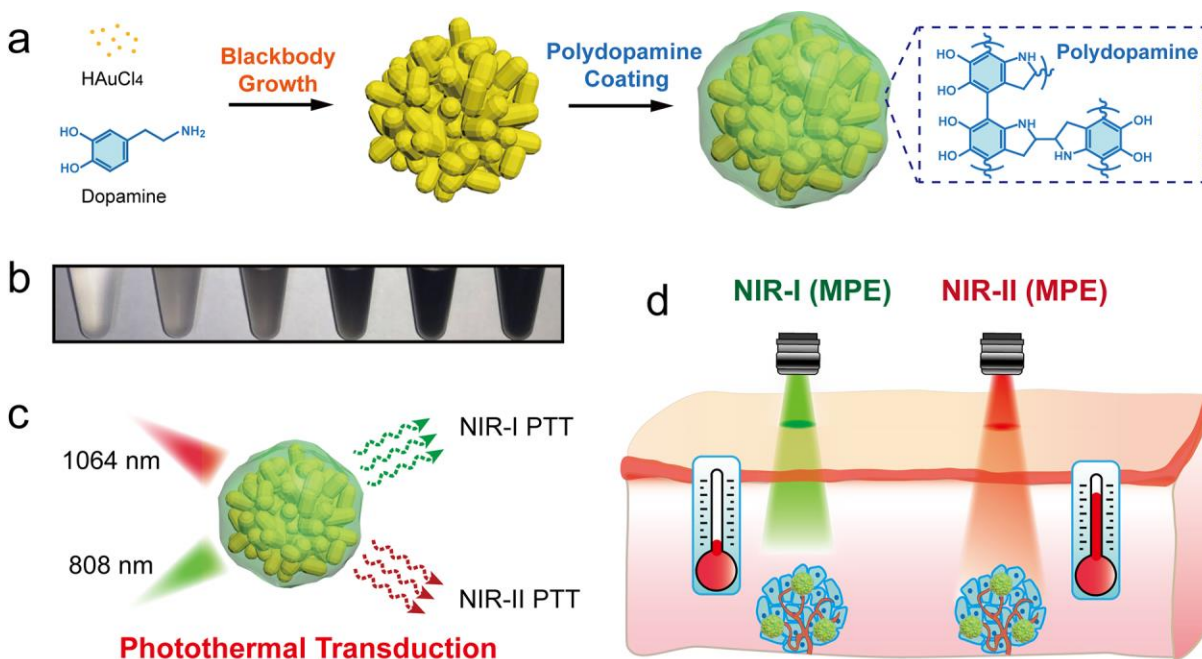 a
HAuCl4
Dopamine
HO
HO
NH2
Blackbody
Growth
Polydopamine
Coating
Polydopamine
HO
HO
NH
HO
HO
NH
N
H
OH
OH
b
c
1064 nm
808 nm
NIR-I PTT
NIR-II PTT
Photothermal Transduction
d
NIR-I (MPE)
NIR-II (MPE)